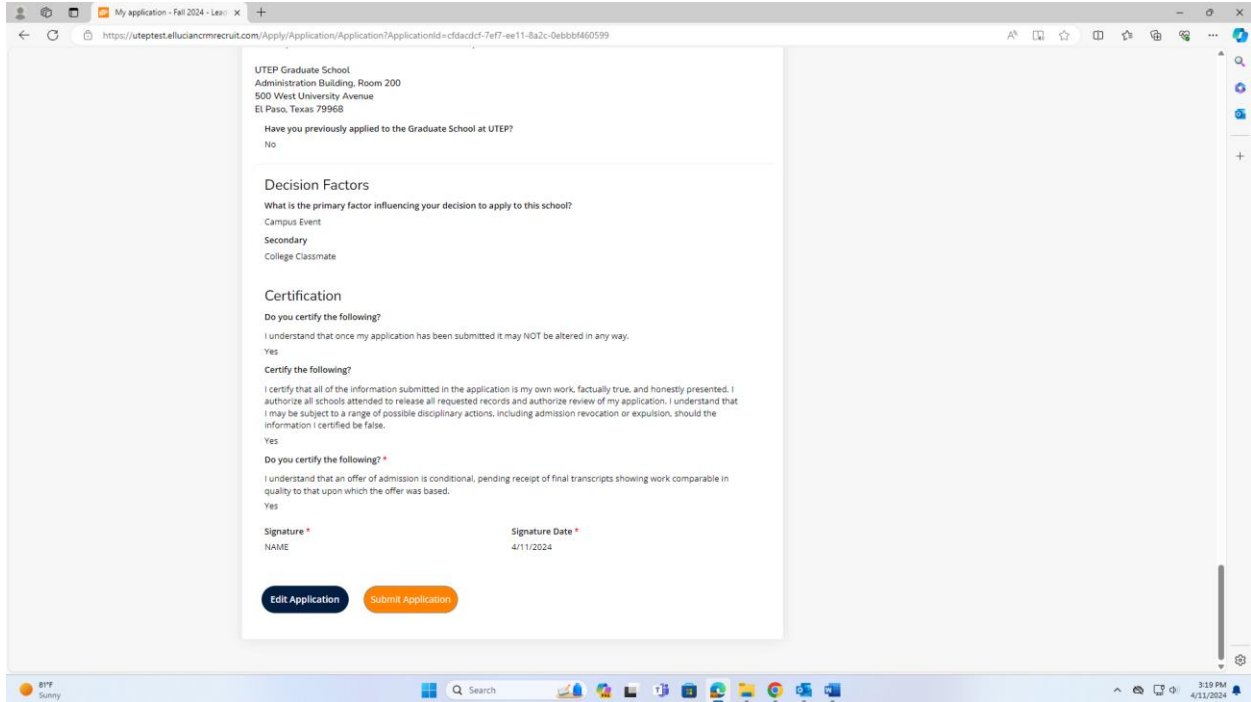 My application - Fall 2024 - Lead
https://uteptest.elluciancrmrecruit.com/Apply/Application/Application?ApplicationId=cfdacdcf-7ef7-ee11-8a2c-0ebbbf460599
UTEP Graduate School
Administration Building, Room 200
500 West University Avenue
El Paso, Texas 79968
Have you previously applied to the Graduate School at UTEP?
No
Decision Factors
What is the primary factor influencing your decision to apply to this school?
Campus Event
Secondary
College Classmate
Certification
Do you certify the following?
I understand that once my application has been submitted it may NOT be altered in any way.
Yes
Certify the following?
I certify that all of the information submitted in the application is my own work, factually true, and honestly presented. I
authorize all schools attended to release all requested records and authorize review of my application. I understand that
I may be subject to a range of possible disciplinary actions, including admission revocation or expulsion, should the
information I certified be false.
Yes
Do you certify the following? *
I understand that an offer of admission is conditional, pending receipt of final transcripts showing work comparable in
quality to that upon which the offer was based.
Yes
Signature * Signature Date *
NAME 4/11/2024
Edit Application Submit Application
81°F
Sunny
Search
3:19 PM
4/11/2024